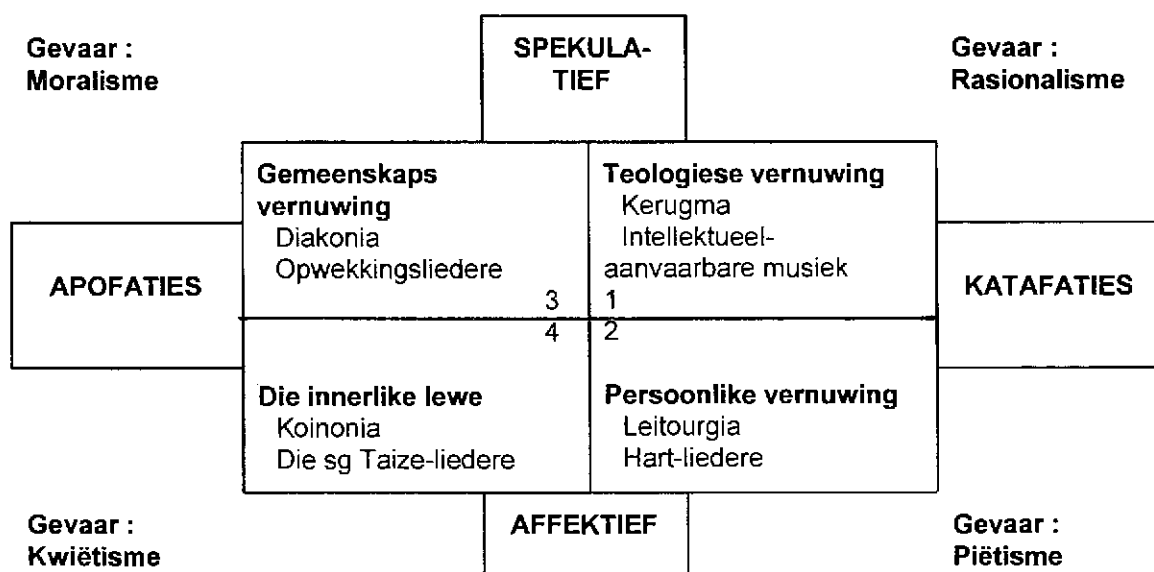 Gevaar :
Moralisme
SPEKULA-
TIEF
Gevaar :
Rasionalisme
Gemeenskaps
vernuwing
Diakonia
Opwekkingsliedere
3
Teologiese vernuwing
Kerugma
Intellektueel-
aanvaarbare musiek
1
APOFATIES
KATAFATIES
4
Die innerlike lewe
Koinonia
Die sg Taize-liedere
2
Persoonlike vernuwing
Leitourgia
Hart-liedere
Gevaar :
Kwiëtisme
AFFEKTIEF
Gevaar :
Piëtisme